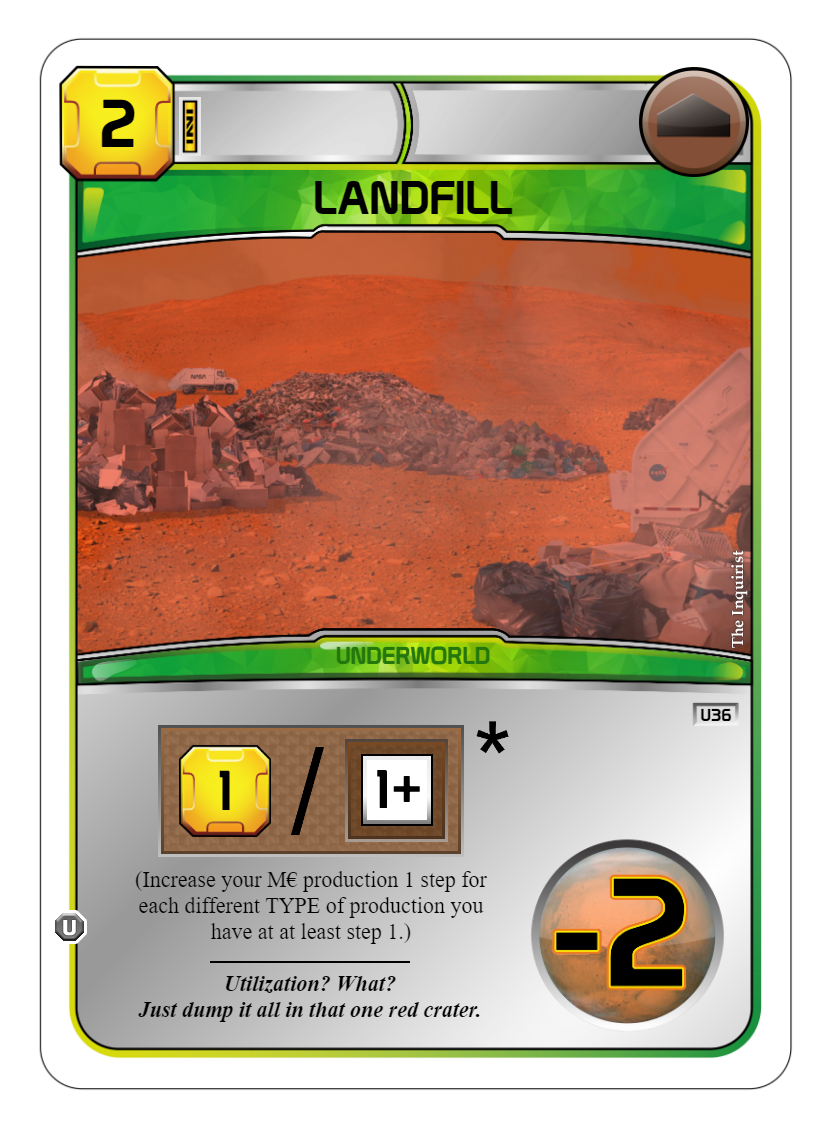 2
LANDFILL
NASA
NASA
The Inquirist
UNDERWORLD
U36
1 / 1+ *
(Increase your M€ production 1 step for
each different TYPE of production you
have at at least step 1.)
U
-2
Utilization? What?
Just dump it all in that one red crater.